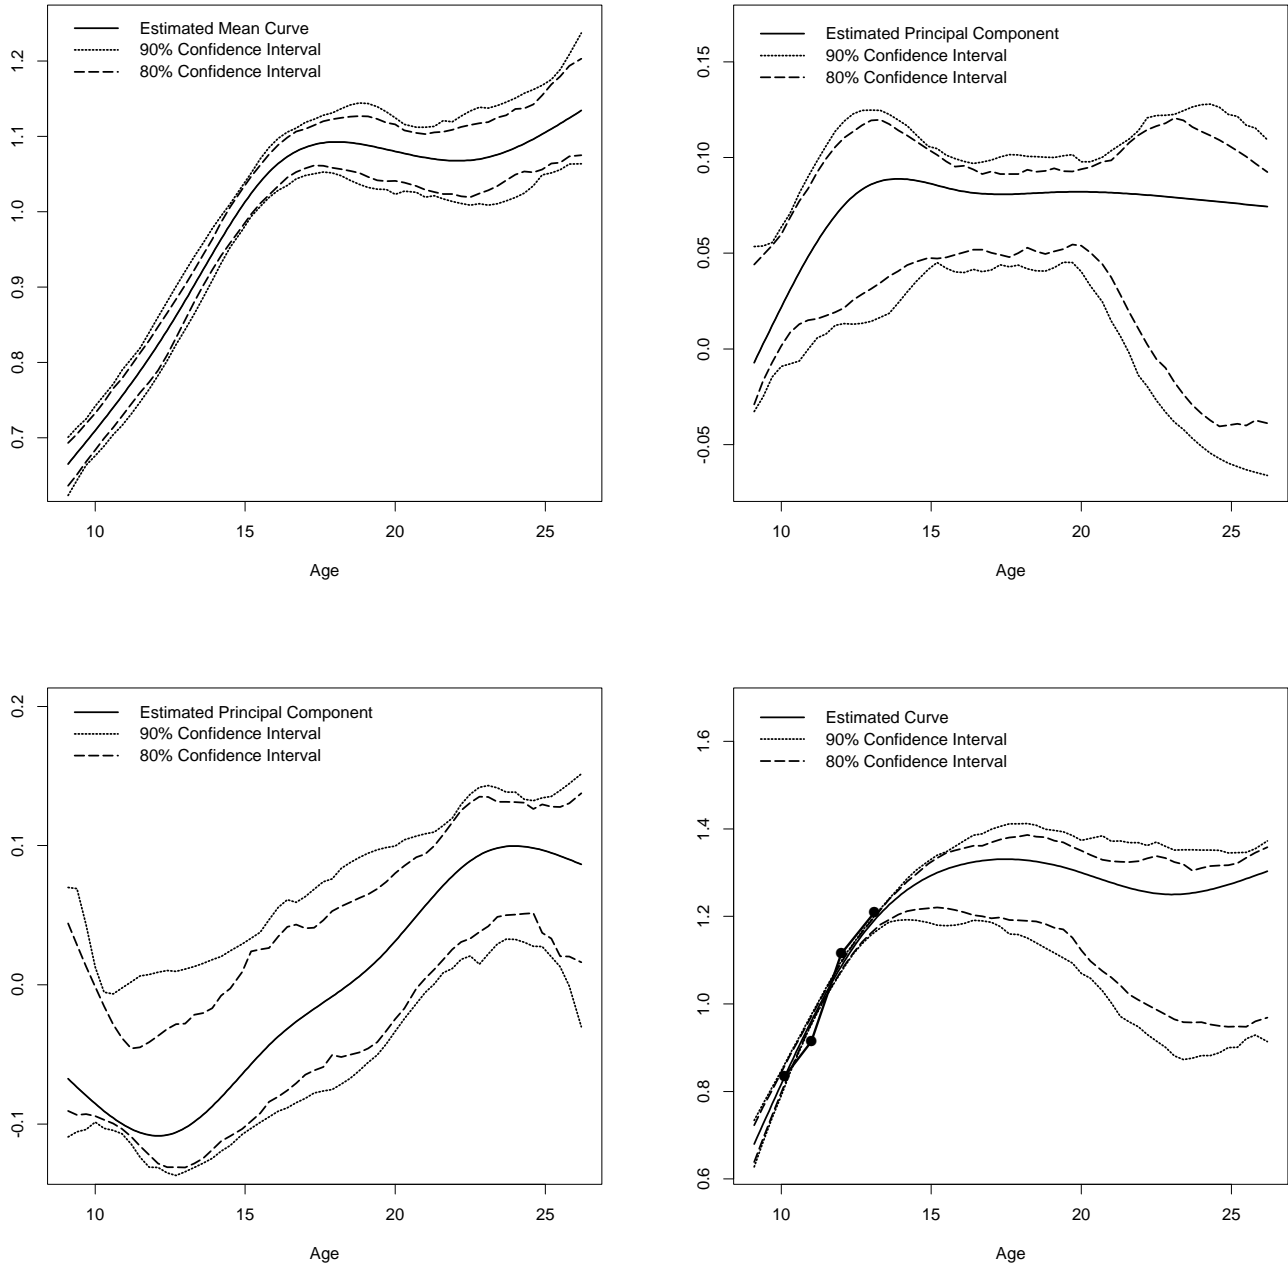 Estimated Mean Curve
90% Confidence Interval
80% Confidence Interval
0.7 0.8 0.9 1.0 1.1 1.2
10 15 20 25
Age
Estimated Principal Component
90% Confidence Interval
80% Confidence Interval
-0.05 0.0 0.05 0.10 0.15
10 15 20 25
Age
Estimated Principal Component
90% Confidence Interval
80% Confidence Interval
-0.1 0.0 0.1 0.2
10 15 20 25
Age
Estimated Curve
90% Confidence Interval
80% Confidence Interval
0.6 0.8 1.0 1.2 1.4 1.6
10 15 20 25
Age